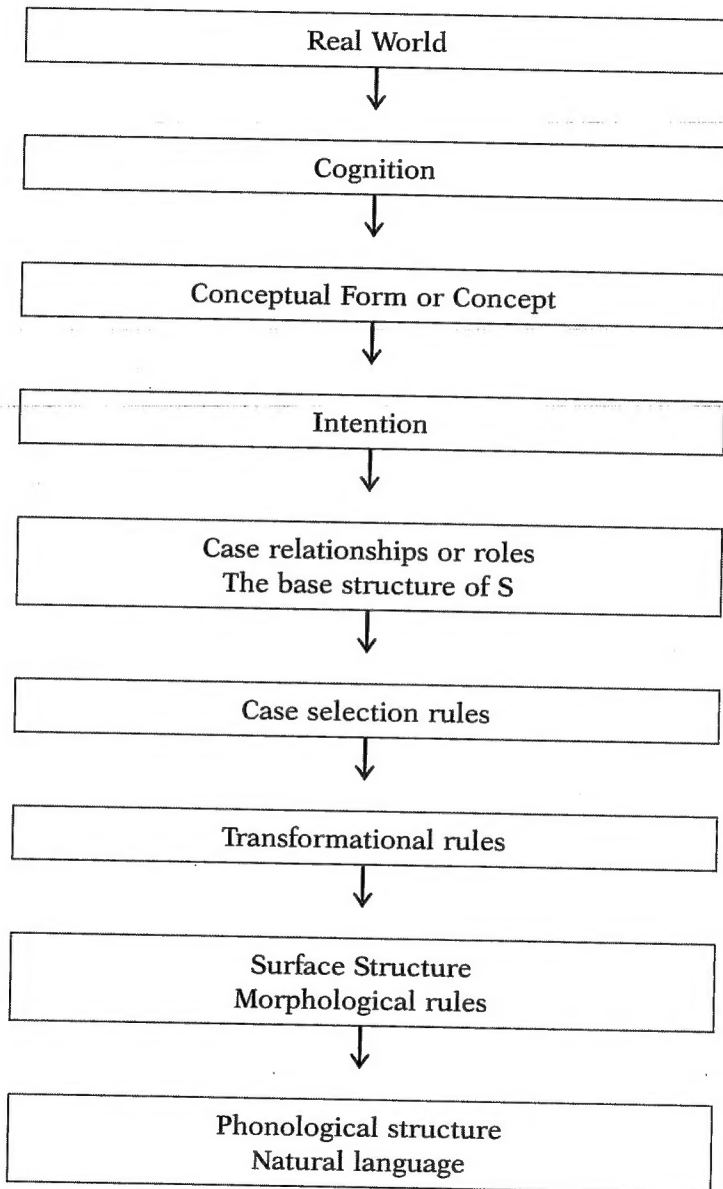 Real World
Cognition
Conceptual Form or Concept
Intention
Case relationships or roles
The base structure of S
Case selection rules
Transformational rules
Surface Structure
Morphological rules
Phonological structure
Natural language